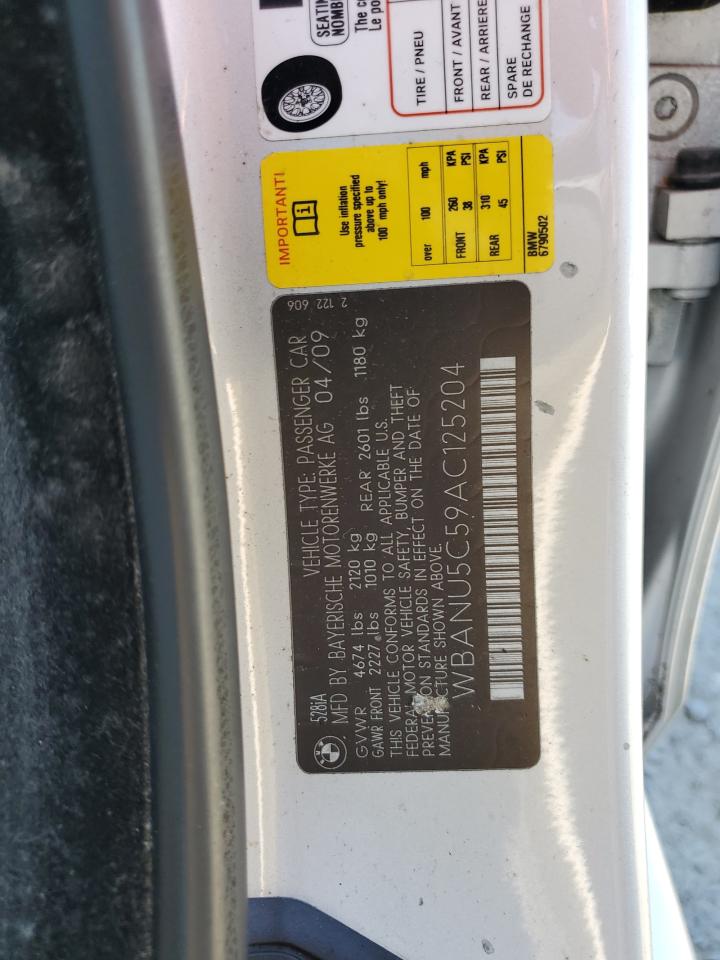 SEATIN
NOMBR
The c
Le po
TIRE / PNEU
FRONT / AVANT
REAR / ARRIERE
SPARE
DE RECHANGE
IMPORTANT!
Use inflation
pressure specified
above up to
100 mph only!
over 100 mph
FRONT 260 KPA
38 PSI
REAR 310 KPA
45 PSI
BMW
6790502
2 122 606
528iA
VEHICLE TYPE: PASSENGER CAR
MFD BY BAYERISCHE MOTORENWERKE AG 04/09
GVWR 4674 lbs 2120 kg
GAWR FRONT 2227 lbs 1010 kg REAR 2601 lbs 1180 kg
THIS VEHICLE CONFORMS TO ALL APPLICABLE U.S.
FEDERAL MOTOR VEHICLE SAFETY, BUMPER AND THEFT
PREVENTION STANDARDS IN EFFECT ON THE DATE OF
MANUFACTURE SHOWN ABOVE.
WBANU5C59AC125204